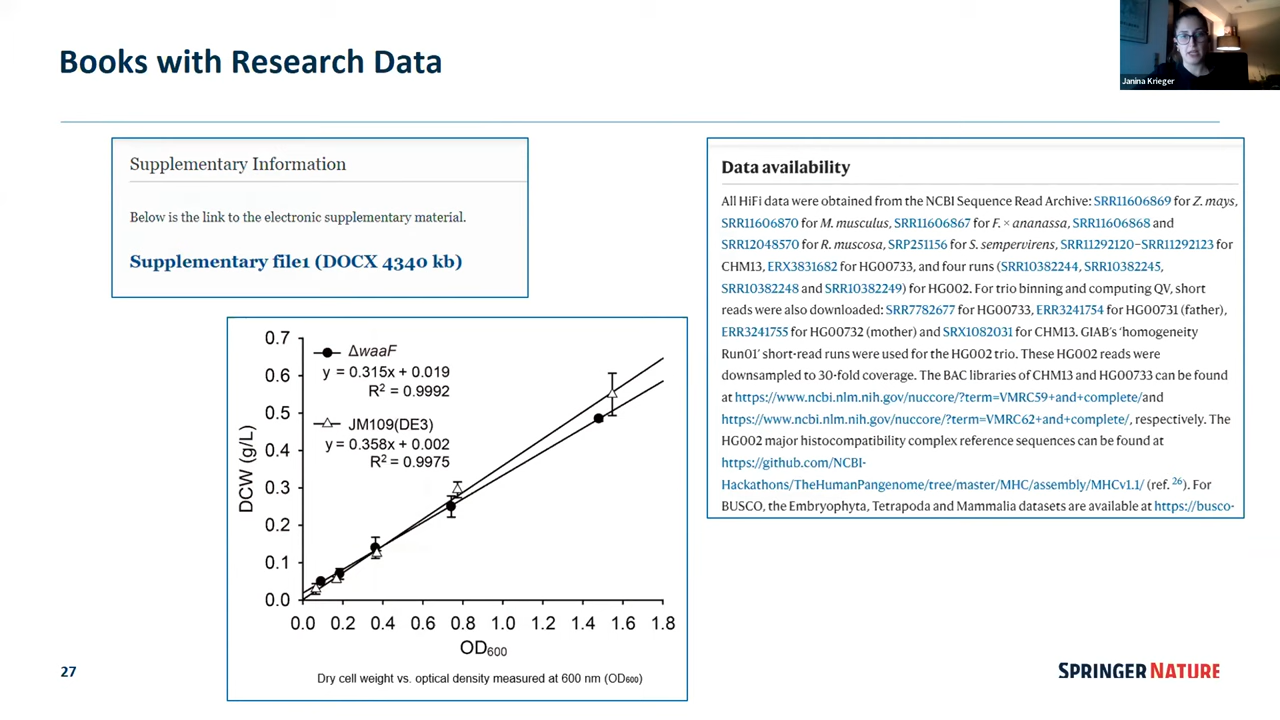 Books with Research Data
Janina Krieger
Supplementary Information
Below is the link to the electronic supplementary material.
Supplementary file1 (DOCX 4340 kb)
Data availability
All HiFi data were obtained from the NCBI Sequence Read Archive: SRR11606869 for Z. mays,
SRR11606870 for M. musculus, SRR11606867 for F. × ananassa, SRR11606868 and
SRR12048570 for R. muscosa, SRP251156 for S. sempervirens, SRR11292120–SRR11292123 for
CHM13, ERX3831682 for HG00733, and four runs (SRR10382244, SRR10382245,
SRR10382248 and SRR10382249) for HG002. For trio binning and computing QV, short
reads were also downloaded: SRR7782677 for HG00733, ERR3241754 for HG00731 (father),
ERR3241755 for HG00732 (mother) and SRX1082031 for CHM13. GIAB's 'homogeneity
Run01' short-read runs were used for the HG002 trio. These HG002 reads were
downsampled to 30-fold coverage. The BAC libraries of CHM13 and HG00733 can be found
at https://www.ncbi.nlm.nih.gov/nuccore/?term=VMRC59+and+complete/and
https://www.ncbi.nlm.nih.gov/nuccore/?term=VMRC62+and+complete/, respectively. The
HG002 major histocompatibility complex reference sequences can be found at
https://github.com/NCBI-
Hackathons/TheHumanPangenome/tree/master/MHC/assembly/MHCv1.1/ (ref. 26). For
BUSCO, the Embryophyta, Tetrapoda and Mammalia datasets are available at https://busco-
ΔwaaF
y = 0.315x + 0.019
R² = 0.9992
JM109(DE3)
y = 0.358x + 0.002
R² = 0.9975
DCW (g/L)
0.7
0.6
0.5
0.4
0.3
0.2
0.1
0.0
0.0 0.2 0.4 0.6 0.8 1.0 1.2 1.4 1.6 1.8
OD600
Dry cell weight vs. optical density measured at 600 nm (OD600)
27
SPRINGER NATURE